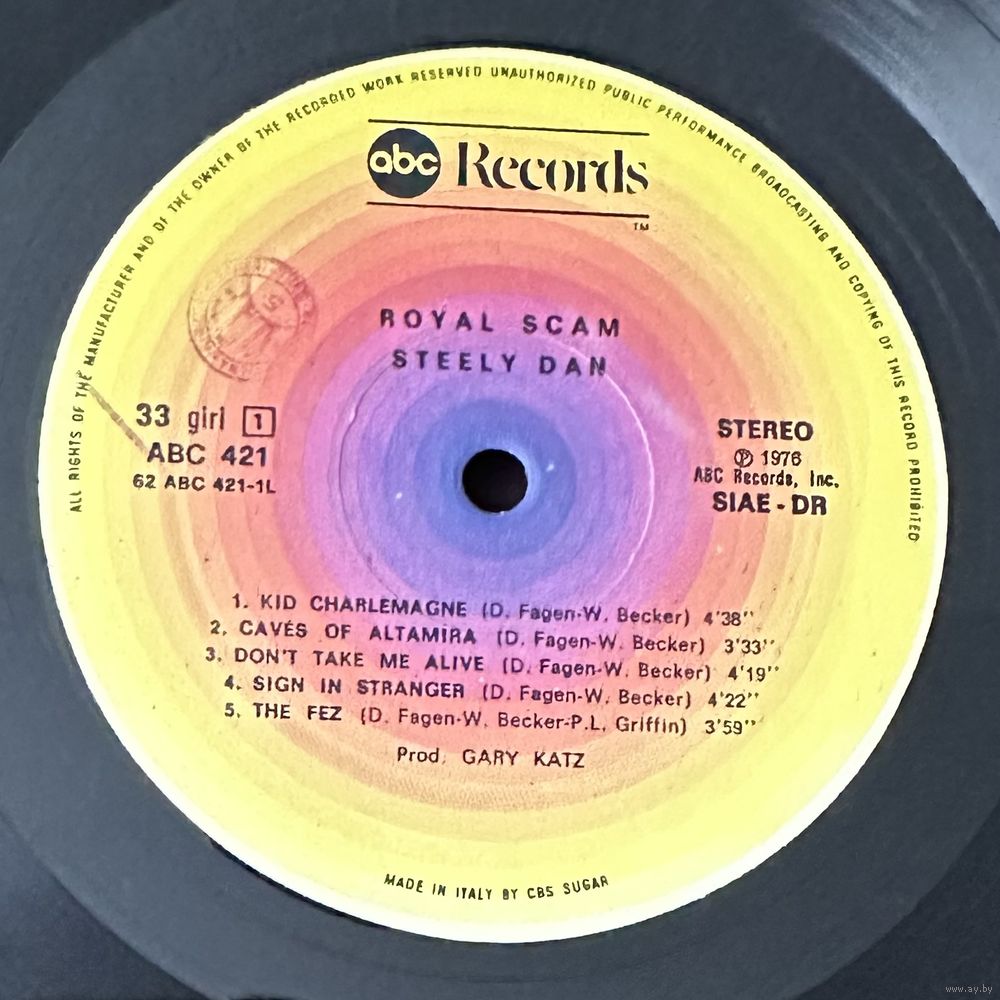 ALL RIGHTS OF THE MANUFACTURER AND OF THE OWNER OF THE RECORDED WORK RESERVED UNAUTHORIZED PUBLIC PERFORMANCE BROADCASTING AND COPYING OF THIS RECORD PROHIBITED
abc Records
TM
ROYAL SCAM
STEELY DAN
33 giri 1
ABC 421
62 ABC 421-1L
STEREO
℗ 1976
ABC Records, Inc.
SIAE - DR
1. KID CHARLEMAGNE (D. Fagen-W. Becker) 4'38''
2. CAVES OF ALTAMIRA (D. Fagen-W. Becker) 3'33''
3. DON'T TAKE ME ALIVE (D. Fagen-W. Becker) 4'19''
4. SIGN IN STRANGER (D. Fagen-W. Becker) 4'22''
5. THE FEZ (D. Fagen-W. Becker-P.L. Griffin) 3'59''
Prod. GARY KATZ
MADE IN ITALY BY CBS SUGAR
www.ay.by